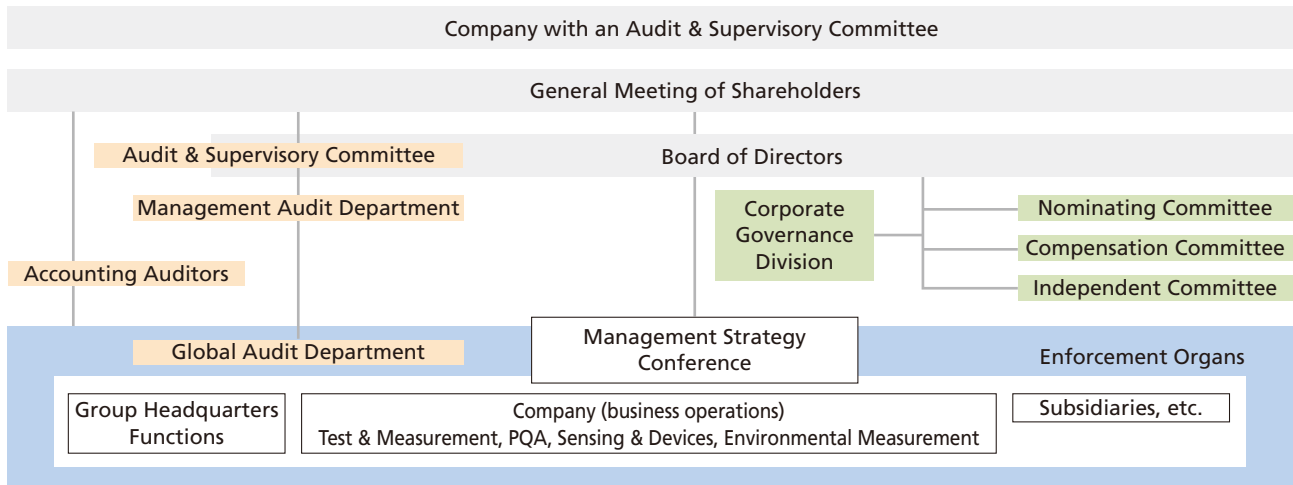 Company with an Audit & Supervisory Committee
General Meeting of Shareholders
Audit & Supervisory Committee
Board of Directors
Management Audit Department
Corporate
Governance
Division
Nominating Committee
Compensation Committee
Independent Committee
Accounting Auditors
Global Audit Department
Management Strategy
Conference
Enforcement Organs
Group Headquarters
Functions
Company (business operations)
Test & Measurement, PQA, Sensing & Devices, Environmental Measurement
Subsidiaries, etc.